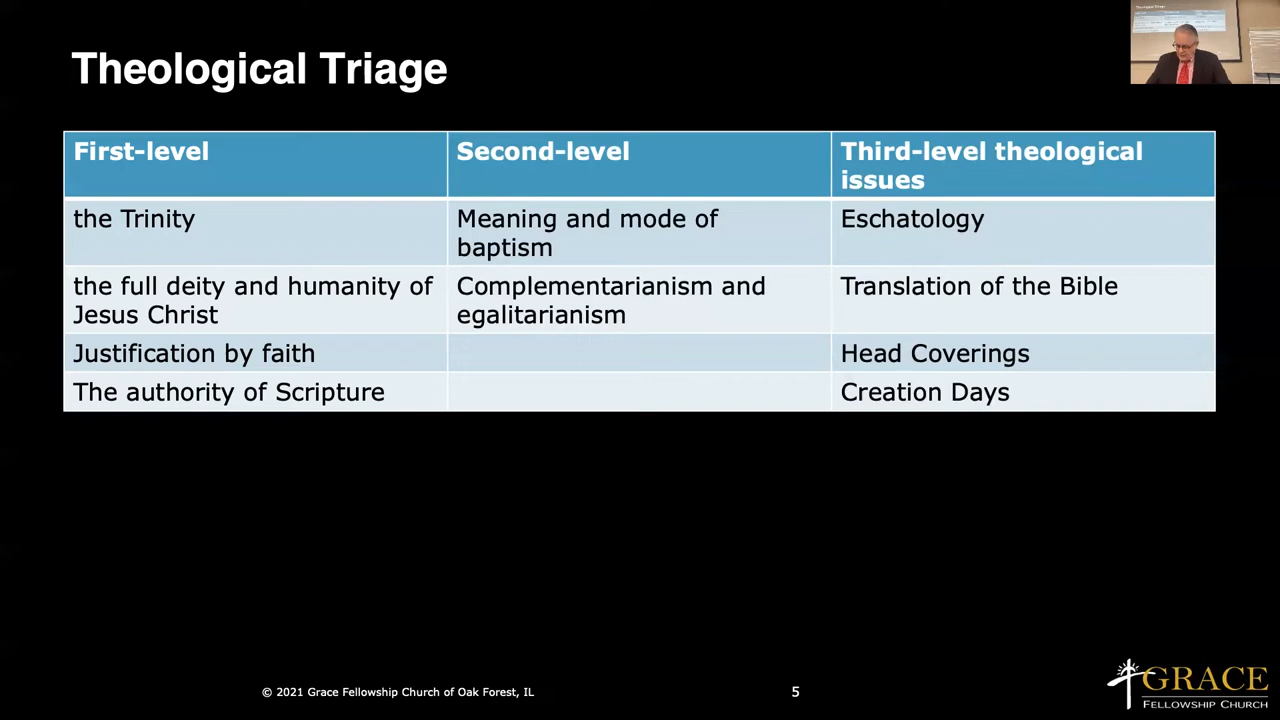 Theological Triage
First-level
Second-level
Third-level theological
issues
the Trinity
Meaning and mode of
baptism
Eschatology
the full deity and humanity of
Jesus Christ
Complementarianism and
egalitarianism
Translation of the Bible
Justification by faith
Head Coverings
The authority of Scripture
Creation Days
© 2021 Grace Fellowship Church of Oak Forest, IL
5
GRACE
FELLOWSHIP CHURCH